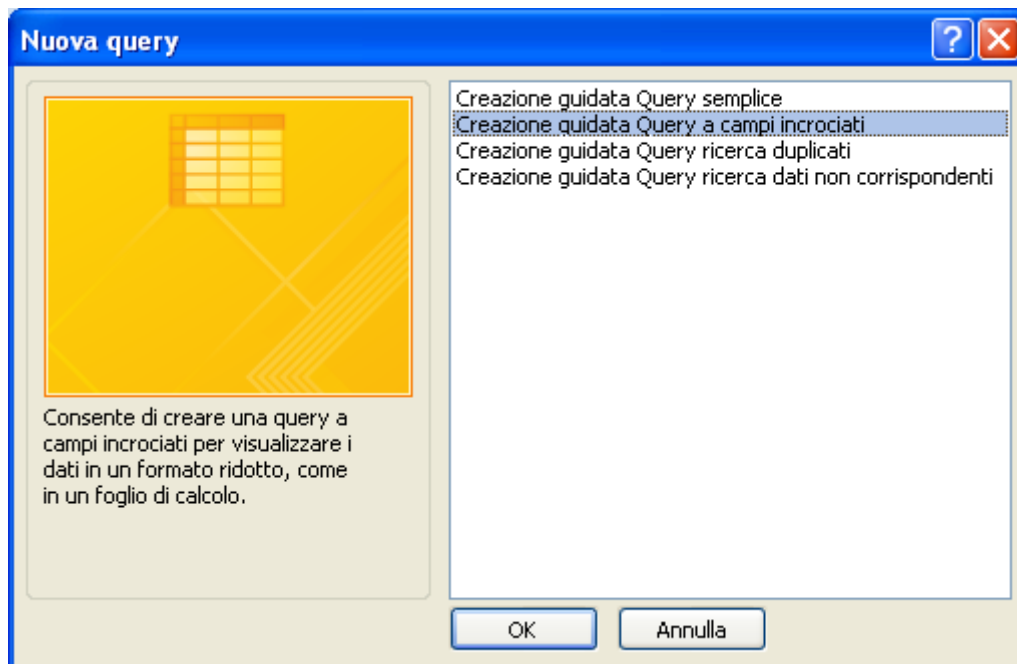 Nuova query
Creazione guidata Query semplice
Creazione guidata Query a campi incrociati
Creazione guidata Query ricerca duplicati
Creazione guidata Query ricerca dati non corrispondenti
Consente di creare una query a
campi incrociati per visualizzare i
dati in un formato ridotto, come
in un foglio di calcolo.
OK
Annulla